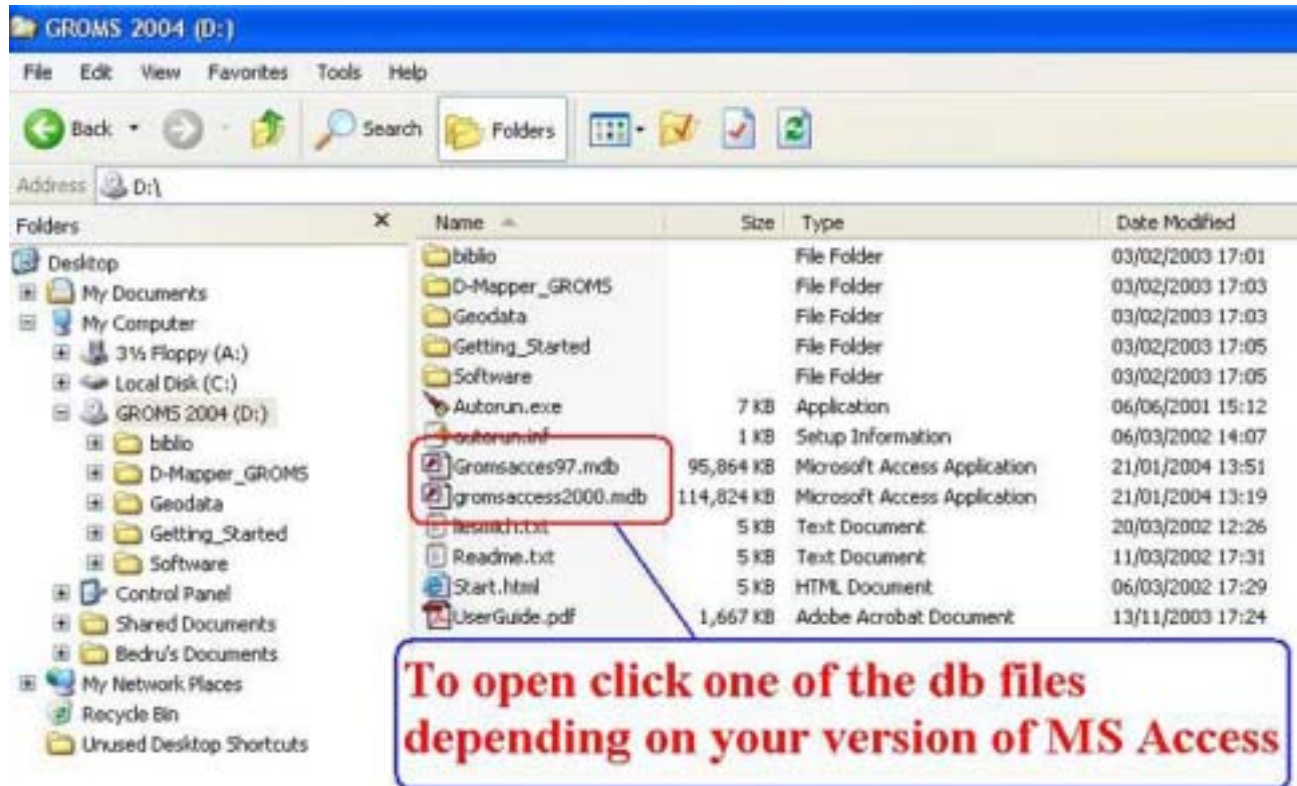 GROMS 2004 (D:)
File Edit View Favorites Tools Help
Back Search Folders
Address D:\
Folders
Desktop
My Documents
My Computer
3½ Floppy (A:)
Local Disk (C:)
GROMS 2004 (D:)
biblio
D-Mapper_GROMS
Geodata
Getting_Started
Software
Control Panel
Shared Documents
Bedru's Documents
My Network Places
Recycle Bin
Unused Desktop Shortcuts
Name Size Type Date Modified
biblio File Folder 03/02/2003 17:01
D-Mapper_GROMS File Folder 03/02/2003 17:03
Geodata File Folder 03/02/2003 17:03
Getting_Started File Folder 03/02/2003 17:05
Software File Folder 03/02/2003 17:05
Autorun.exe 7 KB Application 06/06/2001 15:12
autorun.inf 1 KB Setup Information 06/03/2002 14:07
Gromsacces97.mdb 95,864 KB Microsoft Access Application 21/01/2004 13:51
gromsaccess2000.mdb 114,824 KB Microsoft Access Application 21/01/2004 13:19
5 KB Text Document 20/03/2002 12:26
Readme.txt 5 KB Text Document 11/03/2002 17:31
Start.html 5 KB HTML Document 06/03/2002 17:29
UserGuide.pdf 1,667 KB Adobe Acrobat Document 13/11/2003 17:24
To open click one of the db files
depending on your version of MS Access